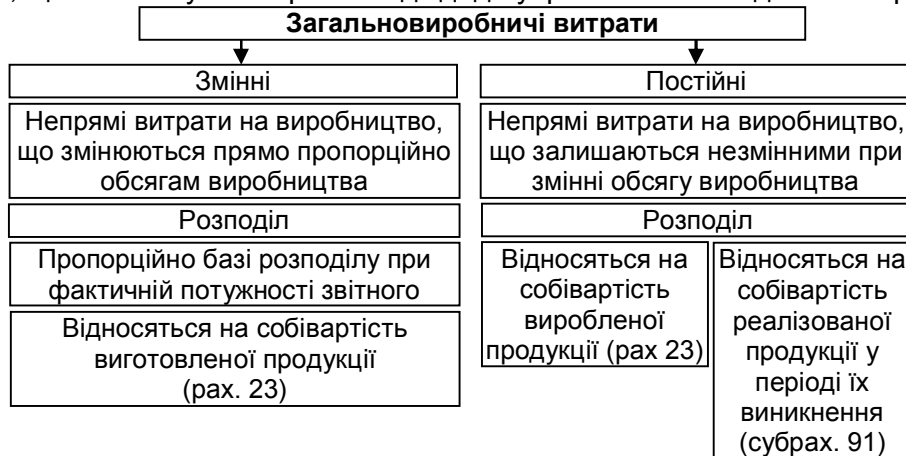 Загальновиробничі витрати
Змінні
Непрямі витрати на виробництво,
що змінюються прямо пропорційно
обсягам виробництва
Розподіл
Пропорційно базі розподілу при
фактичній потужності звітного
Відносяться на собівартість
виготовленої продукції
(рах. 23)
Постійні
Непрямі витрати на виробництво,
що залишаються незмінними при
змінні обсягу виробництва
Розподіл
Відносяться на
собівартість
виробленої
продукції (рах 23)
Відносяться на
собівартість
реалізованої
продукції у
періоді їх
виникнення
(субрах. 91)